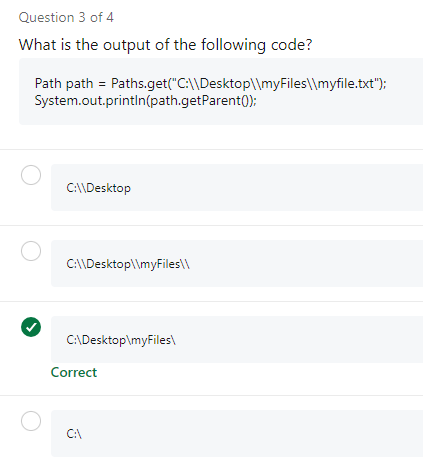 Question 3 of 4
What is the output of the following code?
Path path = Paths.get("C:\\Desktop\\myFiles\\myfile.txt");
System.out.println(path.getParent());
C:\\Desktop
C:\\Desktop\\myFiles\\
C:\Desktop\myFiles\
Correct
C:\